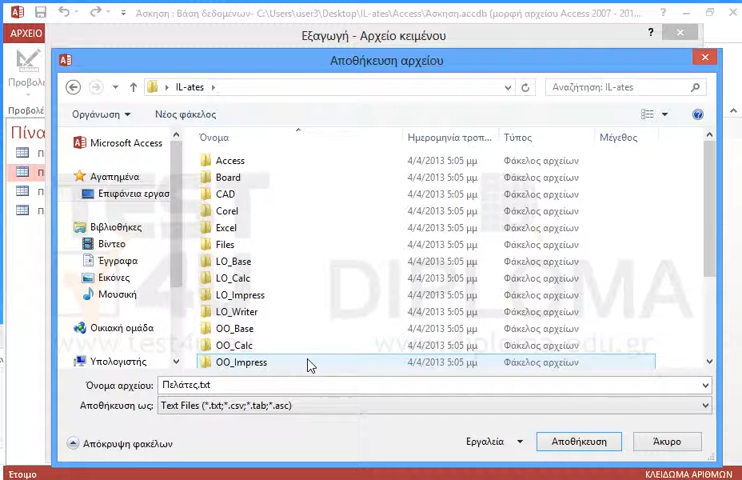 Ασκηση : Βάση δεδομένων- C:\Users\user3\Desktop\IL-ates\Access\Άσκηση.accdb (μορφή αρχείου Access 2007 - 201...
ΑΡΧΕΙΟ
Εξαγωγή - Αρχείο κειμένου
Αποθήκευση αρχείου
Προβολ
IL-ates
Αναζήτηση: IL-ates
Προβολέ
Οργάνωση
Νέος φάκελος
Πίνα
Microsoft Access
Αγαπημένα
Επιφάνεια εργασ
Βιβλιοθήκες
Βίντεο
Έγγραφα
Εικόνες
Μουσική
Οικιακή ομάδα
Υπολογιστής
Όνομα Ημερομηνία τροπ... Τύπος Μέγεθος
Access 4/4/2013 5:05 μμ Φάκελος αρχείων
Board 4/4/2013 5:05 μμ Φάκελος αρχείων
CAD 4/4/2013 5:05 μμ Φάκελος αρχείων
Corel 4/4/2013 5:05 μμ Φάκελος αρχείων
Excel 4/4/2013 5:05 μμ Φάκελος αρχείων
Files 4/4/2013 5:05 μμ Φάκελος αρχείων
LO_Base 4/4/2013 5:05 μμ Φάκελος αρχείων
LO_Calc 4/4/2013 5:05 μμ Φάκελος αρχείων
LO_Impress 4/4/2013 5:05 μμ Φάκελος αρχείων
LO_Writer 4/4/2013 5:05 μμ Φάκελος αρχείων
OO_Base 4/4/2013 5:05 μμ Φάκελος αρχείων
OO_Calc 4/4/2013 5:05 μμ Φάκελος αρχείων
OO_Impress 4/4/2013 5:05 μμ Φάκελος αρχείων
TEST
DIPLOMA
Όνομα αρχείου: Πελάτες.txt
Αποθήκευση ως: Text Files (*.txt;*.csv;*.tab;*.asc)
Απόκρυψη φακέλων
Εργαλεία
Αποθήκευση
Άκυρο
Έτοιμο
ΚΛΕΙΔΩΜΑ ΑΡΙΘΜΩΝ